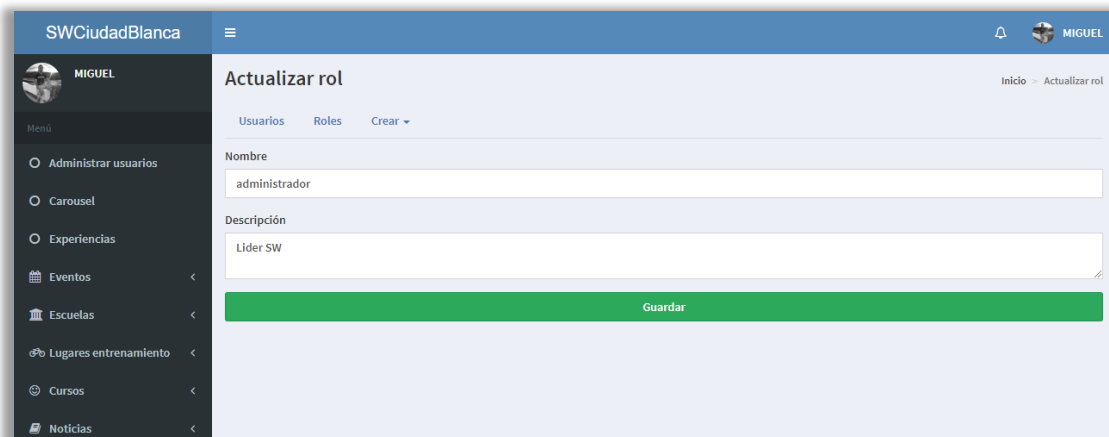 SWCiudadBlanca
MIGUEL
MIGUEL
Actualizar rol
Inicio > Actualizar rol
Menú
Usuarios Roles Crear
Nombre
administrador
Descripción
Lider SW
Guardar
Administrar usuarios
Carousel
Experiencias
Eventos
Escuelas
Lugares entrenamiento
Cursos
Noticias